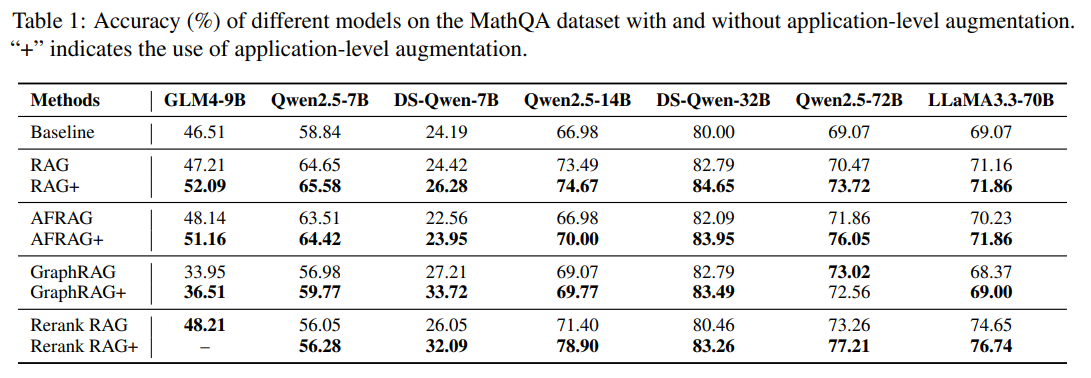 Table 1: Accuracy (%) of different models on the MathQA dataset with and without application-level augmentation.
“+” indicates the use of application-level augmentation.
Methods GLM4-9B Qwen2.5-7B DS-Qwen-7B Qwen2.5-14B DS-Qwen-32B Qwen2.5-72B LLaMA3.3-70B
Baseline 46.51 58.84 24.19 66.98 80.00 69.07 69.07
RAG 47.21 64.65 24.42 73.49 82.79 70.47 71.16
RAG+ 52.09 65.58 26.28 74.67 84.65 73.72 71.86
AFRAG 48.14 63.51 22.56 66.98 82.09 71.86 70.23
AFRAG+ 51.16 64.42 23.95 70.00 83.95 76.05 71.86
GraphRAG 33.95 56.98 27.21 69.07 82.79 73.02 68.37
GraphRAG+ 36.51 59.77 33.72 69.77 83.49 72.56 69.00
Rerank RAG 48.21 56.05 26.05 71.40 80.46 73.26 74.65
Rerank RAG+ – 56.28 32.09 78.90 83.26 77.21 76.74